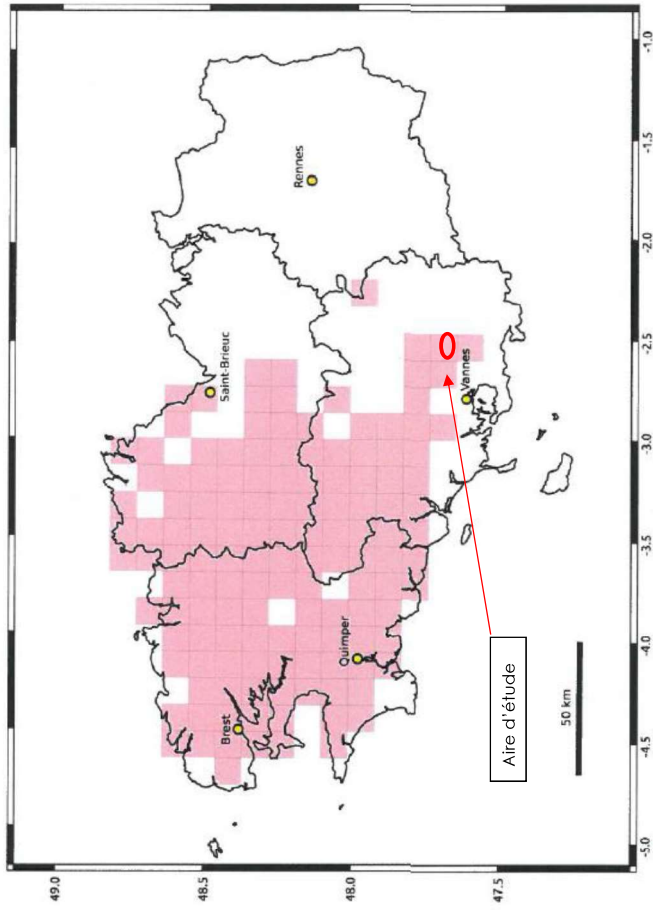 49.0
48.5
48.0
47.5
-5.0
-4.5
-4.0
-3.5
-3.0
-2.5
-2.0
-1.5
-1.0
Brest
Quimper
Saint-Brieuc
Vannes
Rennes
50 km
Aire d'étude